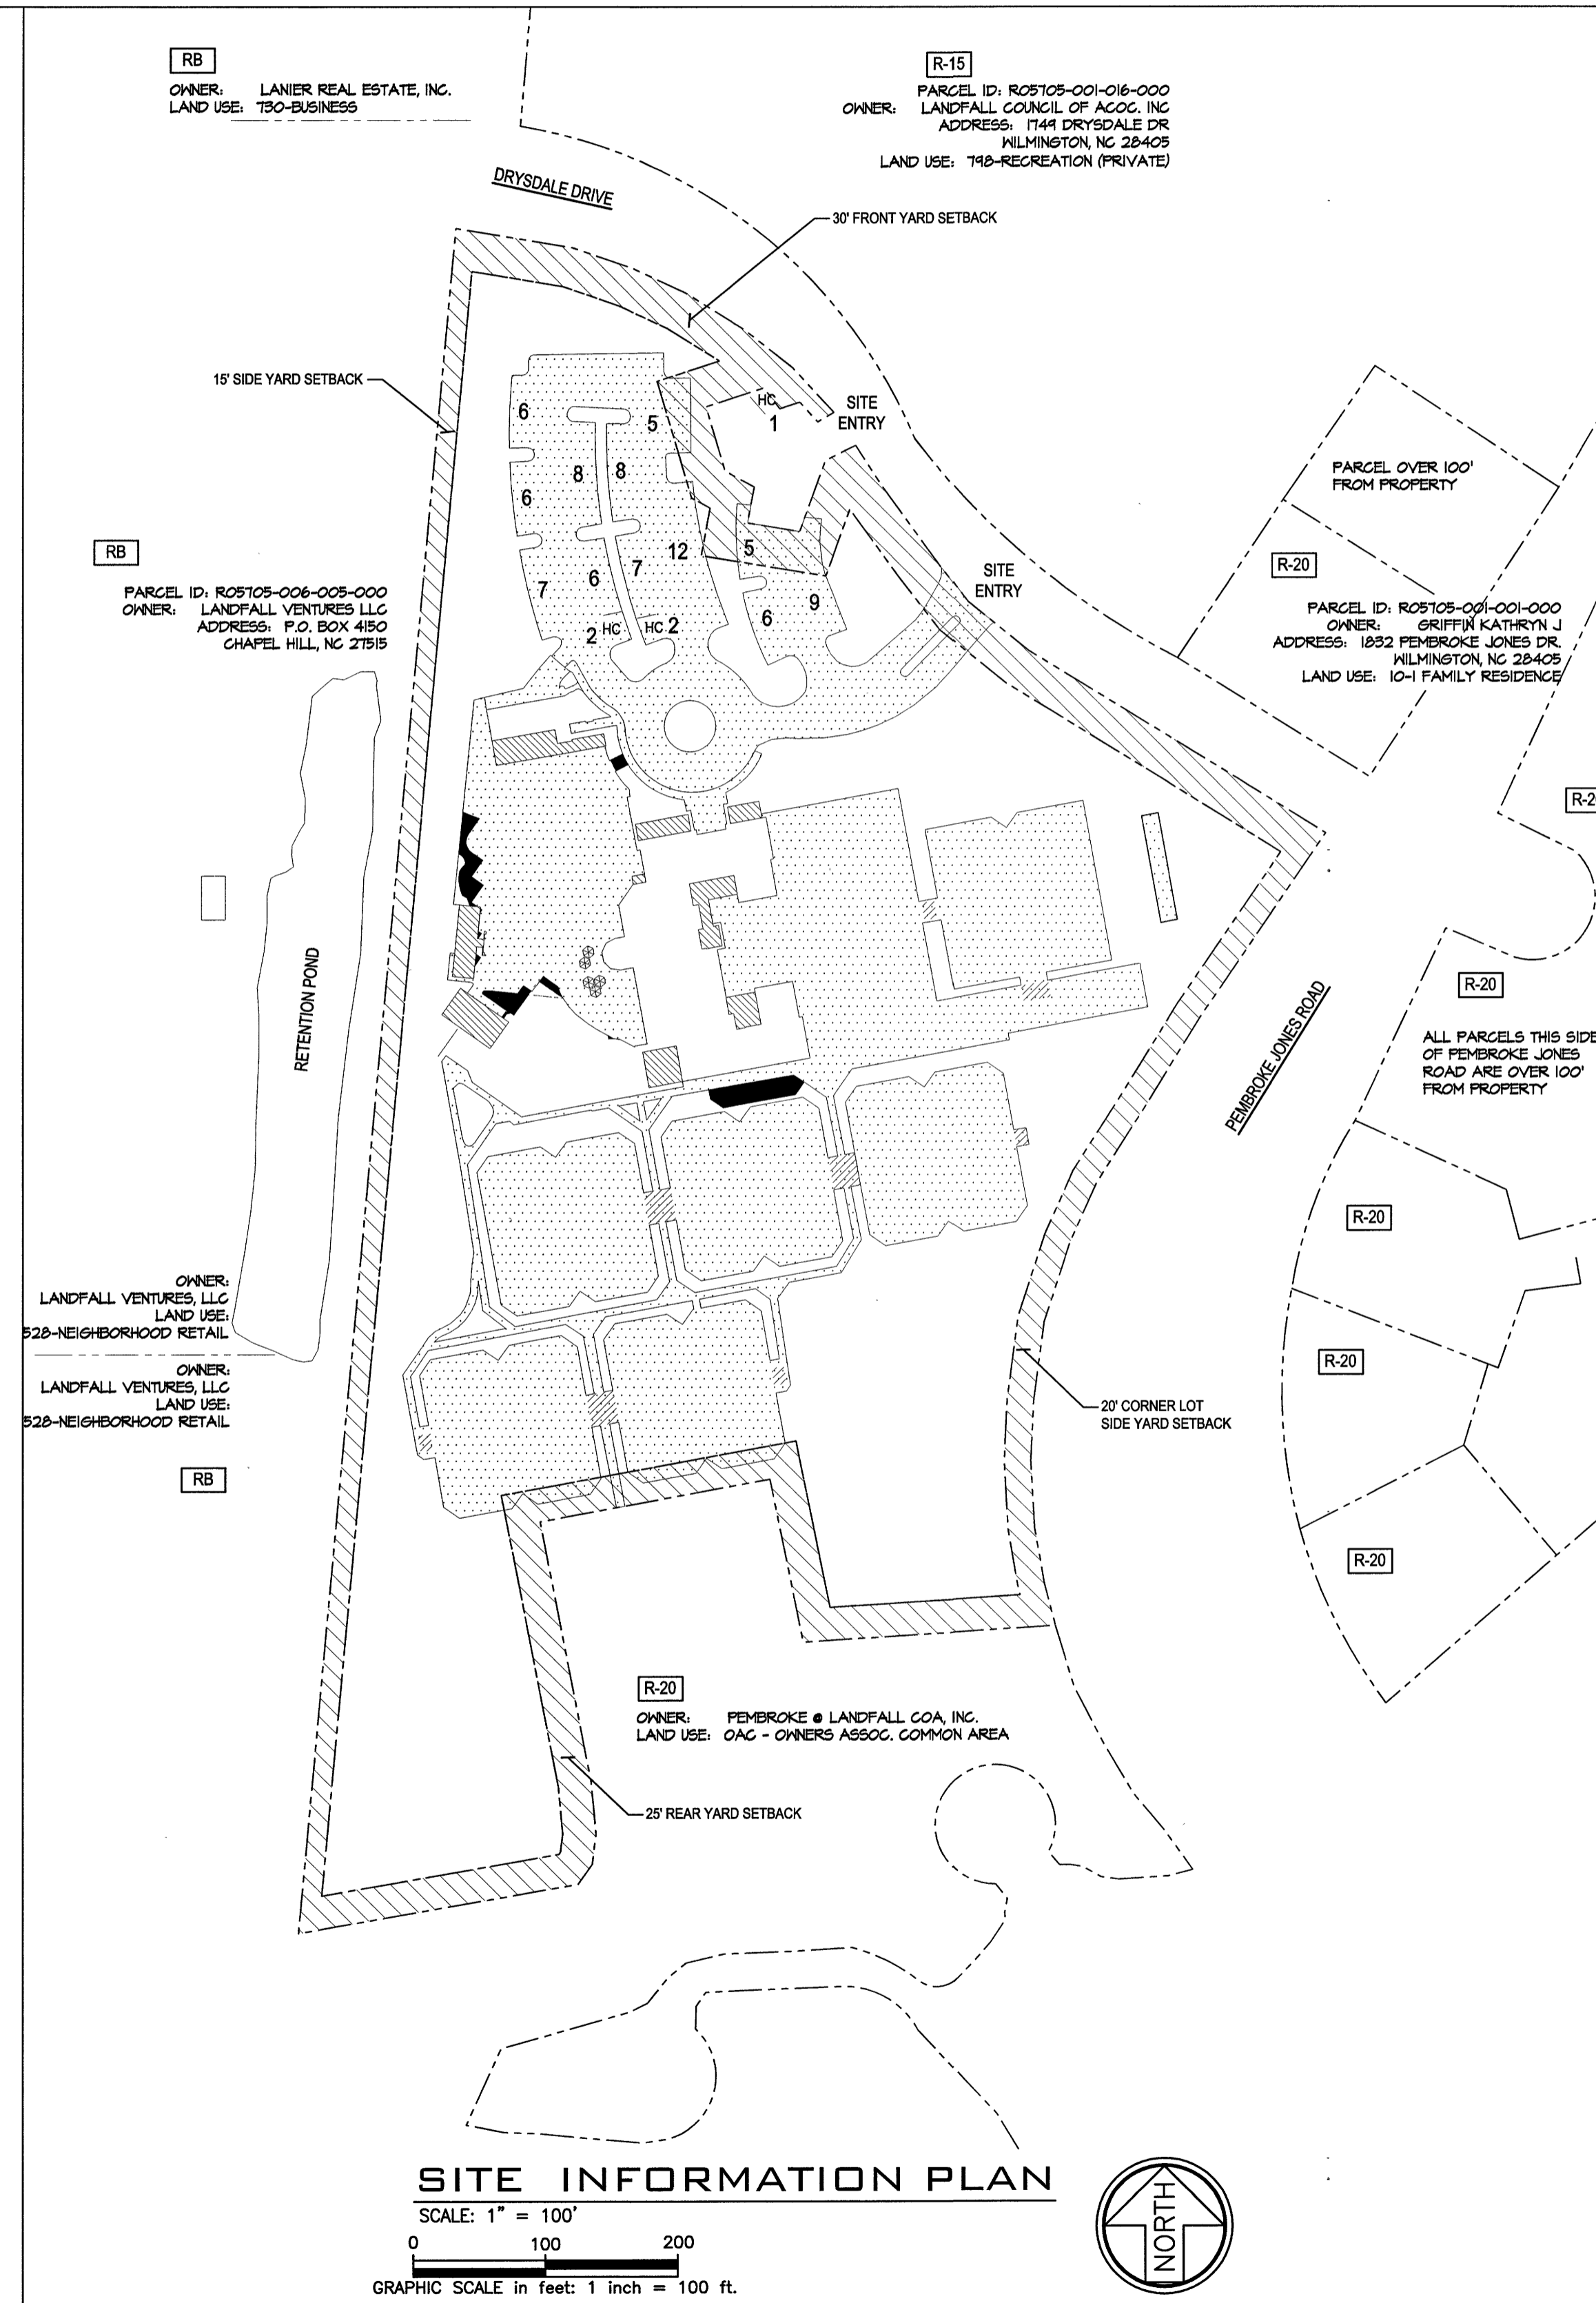 RB
OWNER: LANIER REAL ESTATE, INC.
LAND USE: 730-BUSINESS
R-15
PARCEL ID: R05705-001-016-000
OWNER: LANDFALL COUNCIL OF ACOC. INC
ADDRESS: 1749 DRYSDALE DR
WILMINGTON, NC 28405
LAND USE: 798-RECREATION (PRIVATE)
DRYSDALE DRIVE
30' FRONT YARD SETBACK
15' SIDE YARD SETBACK
SITE
ENTRY
HC
1
6
5
8
8
6
12
5
7
6
7
6
9
2
HC
HC
2
SITE
ENTRY
PARCEL OVER 100'
FROM PROPERTY
R-20
PARCEL ID: R05705-001-001-000
OWNER: GRIFFIN KATHRYN J
ADDRESS: 1832 PEMBROKE JONES DR.
WILMINGTON, NC 28405
LAND USE: 10-1 FAMILY RESIDENCE
RB
PARCEL ID: R05705-006-005-000
OWNER: LANDFALL VENTURES LLC
ADDRESS: P.O. BOX 4150
CHAPEL HILL, NC 27515
R-2
RETENTION POND
PEMBROKE JONES ROAD
R-20
ALL PARCELS THIS SIDE
OF PEMBROKE JONES
ROAD ARE OVER 100'
FROM PROPERTY
R-20
OWNER:
LANDFALL VENTURES, LLC
LAND USE:
528-NEIGHBORHOOD RETAIL
OWNER:
LANDFALL VENTURES, LLC
LAND USE:
528-NEIGHBORHOOD RETAIL
R-20
20' CORNER LOT
SIDE YARD SETBACK
RB
R-20
R-20
OWNER: PEMBROKE @ LANDFALL COA, INC.
LAND USE: OAC - OWNERS ASSOC. COMMON AREA
25' REAR YARD SETBACK
SITE INFORMATION PLAN
SCALE: 1" = 100'
0 100 200
GRAPHIC SCALE in feet: 1 inch = 100 ft.
NORTH